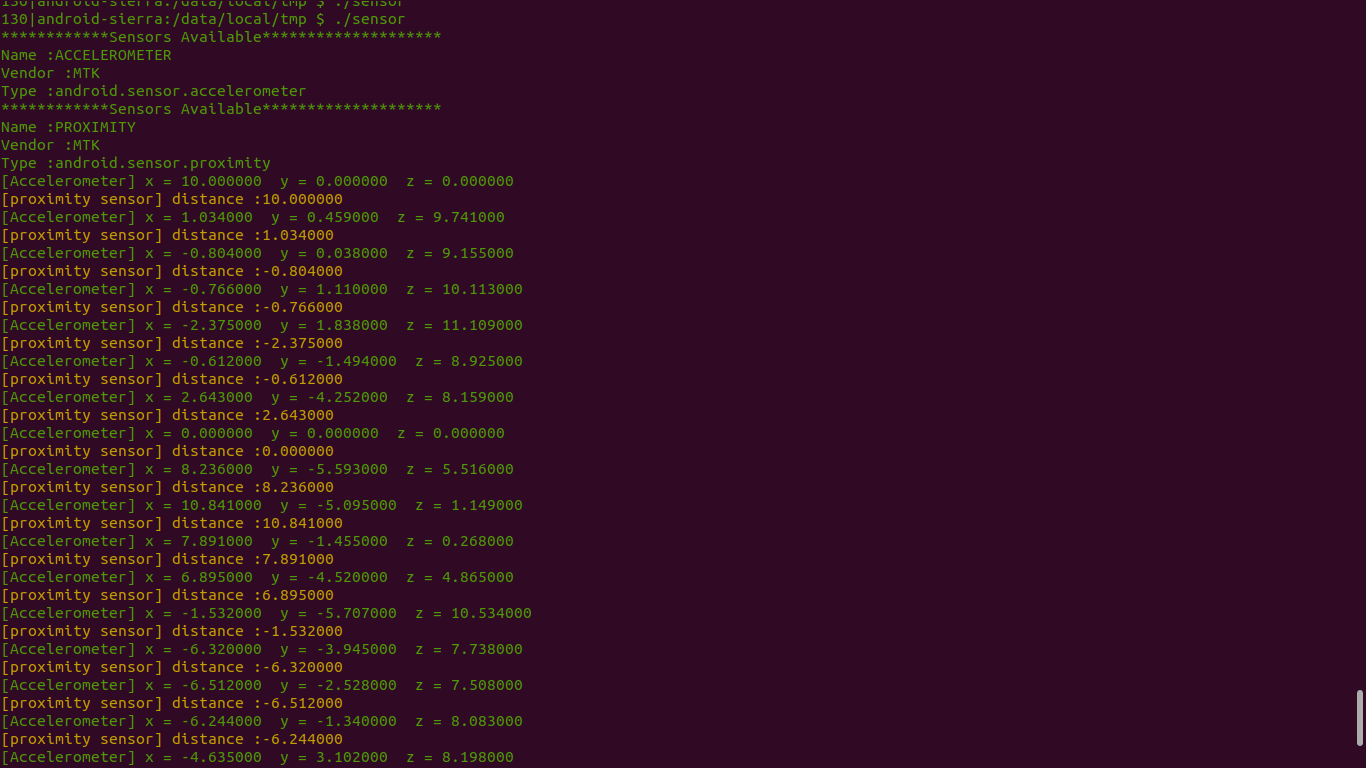 130|android-sierra:/data/local/tmp $ ./sensor
130|android-sierra:/data/local/tmp $ ./sensor
************Sensors Available********************
Name :ACCELEROMETER
Vendor :MTK
Type :android.sensor.accelerometer
************Sensors Available********************
Name :PROXIMITY
Vendor :MTK
Type :android.sensor.proximity
[Accelerometer] x = 10.000000  y = 0.000000  z = 0.000000
[proximity sensor] distance :10.000000
[Accelerometer] x = 1.034000  y = 0.459000  z = 9.741000
[proximity sensor] distance :1.034000
[Accelerometer] x = -0.804000  y = 0.038000  z = 9.155000
[proximity sensor] distance :-0.804000
[Accelerometer] x = -0.766000  y = 1.110000  z = 10.113000
[proximity sensor] distance :-0.766000
[Accelerometer] x = -2.375000  y = 1.838000  z = 11.109000
[proximity sensor] distance :-2.375000
[Accelerometer] x = -0.612000  y = -1.494000  z = 8.925000
[proximity sensor] distance :-0.612000
[Accelerometer] x = 2.643000  y = -4.252000  z = 8.159000
[proximity sensor] distance :2.643000
[Accelerometer] x = 0.000000  y = 0.000000  z = 0.000000
[proximity sensor] distance :0.000000
[Accelerometer] x = 8.236000  y = -5.593000  z = 5.516000
[proximity sensor] distance :8.236000
[Accelerometer] x = 10.841000  y = -5.095000  z = 1.149000
[proximity sensor] distance :10.841000
[Accelerometer] x = 7.891000  y = -1.455000  z = 0.268000
[proximity sensor] distance :7.891000
[Accelerometer] x = 6.895000  y = -4.520000  z = 4.865000
[proximity sensor] distance :6.895000
[Accelerometer] x = -1.532000  y = -5.707000  z = 10.534000
[proximity sensor] distance :-1.532000
[Accelerometer] x = -6.320000  y = -3.945000  z = 7.738000
[proximity sensor] distance :-6.320000
[Accelerometer] x = -6.512000  y = -2.528000  z = 7.508000
[proximity sensor] distance :-6.512000
[Accelerometer] x = -6.244000  y = -1.340000  z = 8.083000
[proximity sensor] distance :-6.244000
[Accelerometer] x = -4.635000  y = 3.102000  z = 8.198000